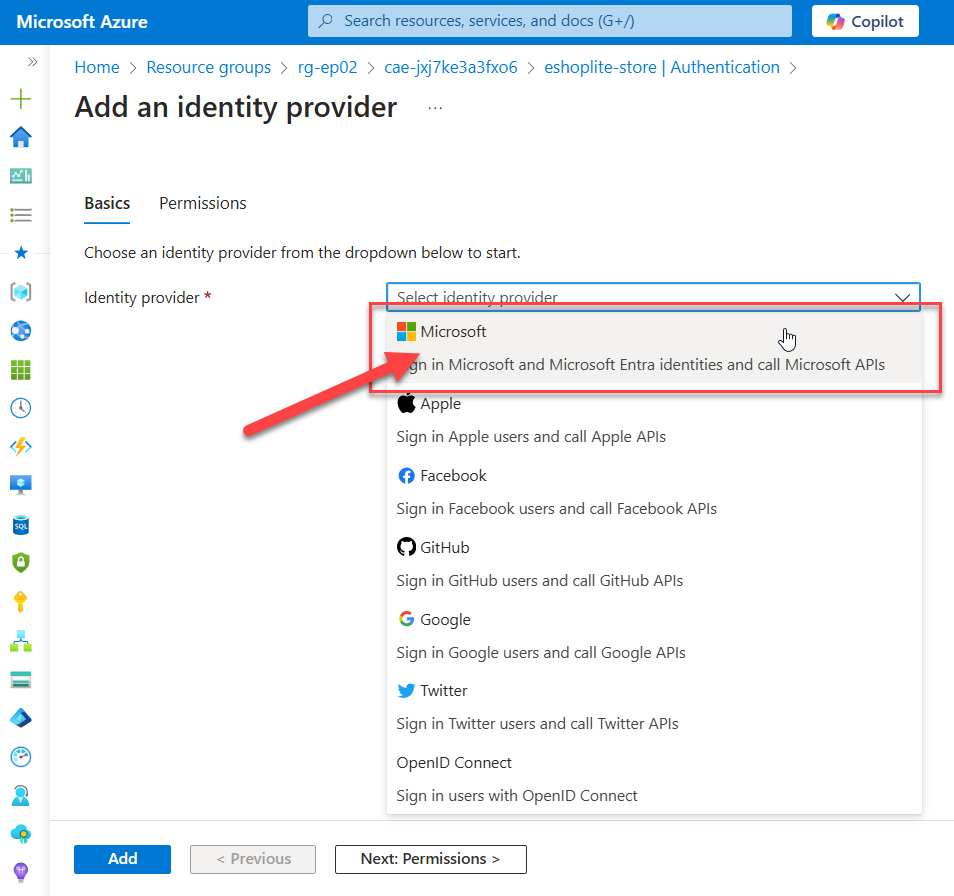 Microsoft Azure
Search resources, services, and docs (G+/)
Copilot
Home > Resource groups > rg-ep02 > cae-jxj7ke3a3fxo6 > eshoplite-store | Authentication >
Add an identity provider ...
Basics Permissions
Choose an identity provider from the dropdown below to start.
Identity provider *
Select identity provider
Microsoft
in Microsoft and Microsoft Entra identities and call Microsoft APIs
Apple
Sign in Apple users and call Apple APIs
Facebook
Sign in Facebook users and call Facebook APIs
GitHub
Sign in GitHub users and call GitHub APIs
Google
Sign in Google users and call Google APIs
Twitter
Sign in Twitter users and call Twitter APIs
OpenID Connect
Sign in users with OpenID Connect
Add
< Previous
Next: Permissions >
SQL